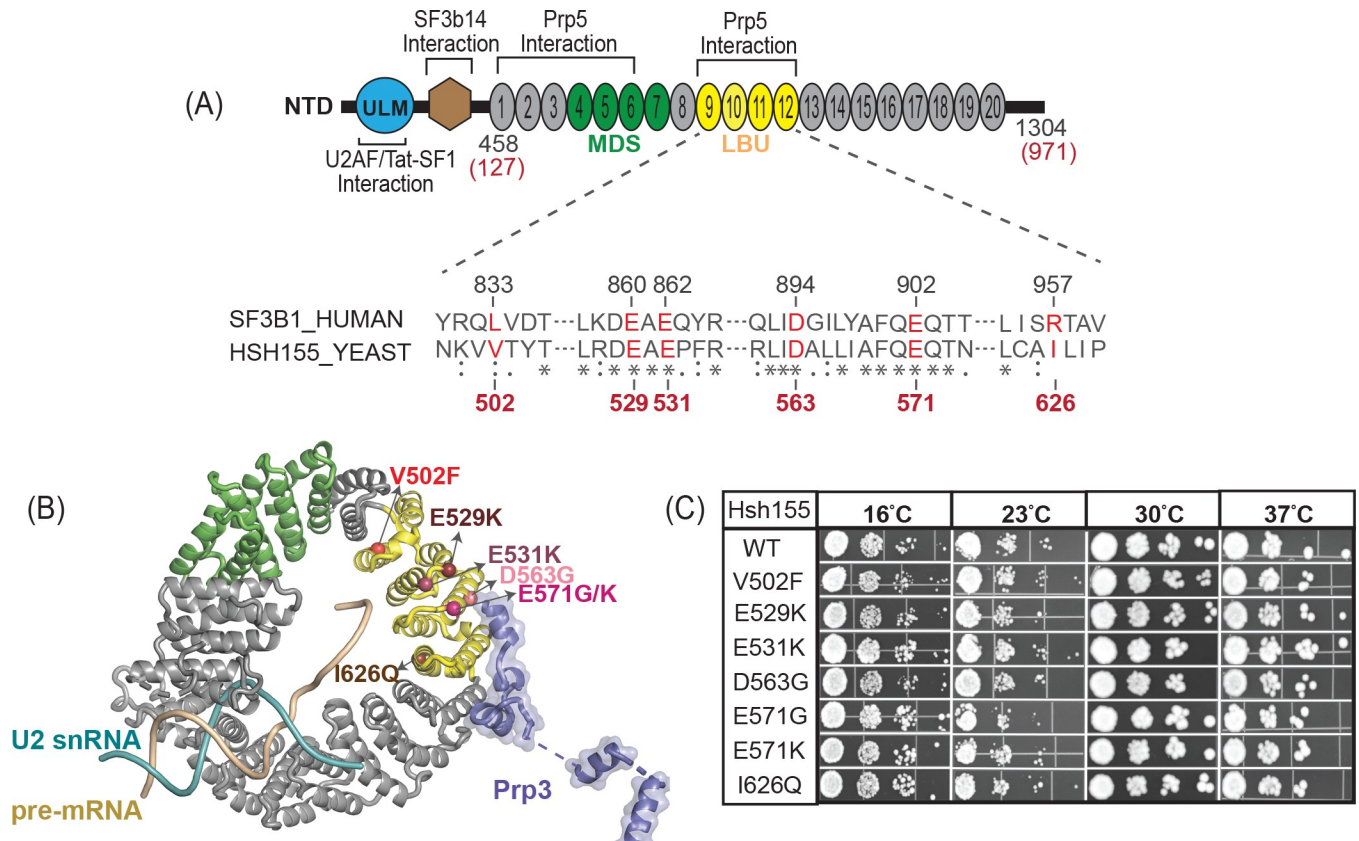 (A)
SF3b14 Interaction
Prp5 Interaction
Prp5 Interaction
NTD
ULM
1 2 3 4 5 6 7 8 9 10 11 12 13 14 15 16 17 18 19 20
U2AF/Tat-SF1 Interaction
458
(127)
MDS
LBU
1304
(971)
833 860 862 894 902 957
SF3B1_HUMAN YRQLVDT---LKDEAEQYR---QLIDGILYAFQEQTT---LISRTAV
HSH155_YEAST NKVVTYT---LRDEAEPFR---RLIDALLIAFQEQTN---LCAILIP
: : . * * : * * * . : * : * * * . : * * * * * * . * :
502 529 531 563 571 626
(B)
V502F
E529K
E531K
D563G
E571G/K
I626Q
U2 snRNA
pre-mRNA
Prp3
(C)
Hsh155 16°C 23°C 30°C 37°C
WT
V502F
E529K
E531K
D563G
E571G
E571K
I626Q